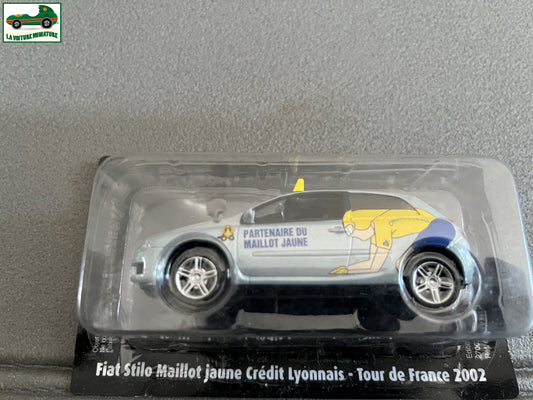 LA VOITURE MINIATURE
PARTENAIRE DU
MAILLOT JAUNE
Fiat Stilo Maillot jaune Crédit Lyonnais - Tour de France 2002